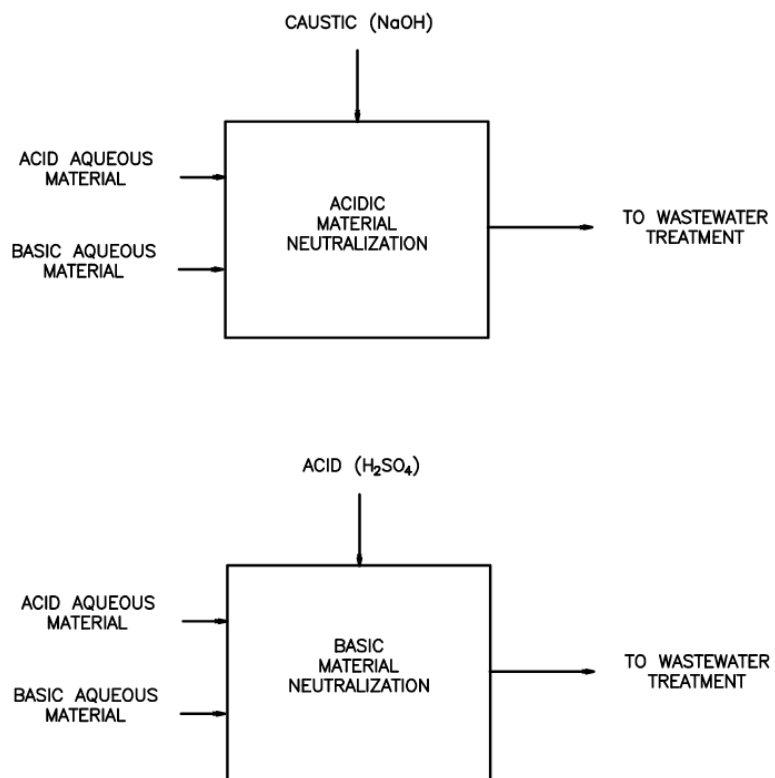 CAUSTIC (NaOH)
ACID AQUEOUS
MATERIAL
BASIC AQUEOUS
MATERIAL
ACIDIC
MATERIAL
NEUTRALIZATION
TO WASTEWATER
TREATMENT
ACID (H₂SO₄)
ACID AQUEOUS
MATERIAL
BASIC AQUEOUS
MATERIAL
BASIC
MATERIAL
NEUTRALIZATION
TO WASTEWATER
TREATMENT